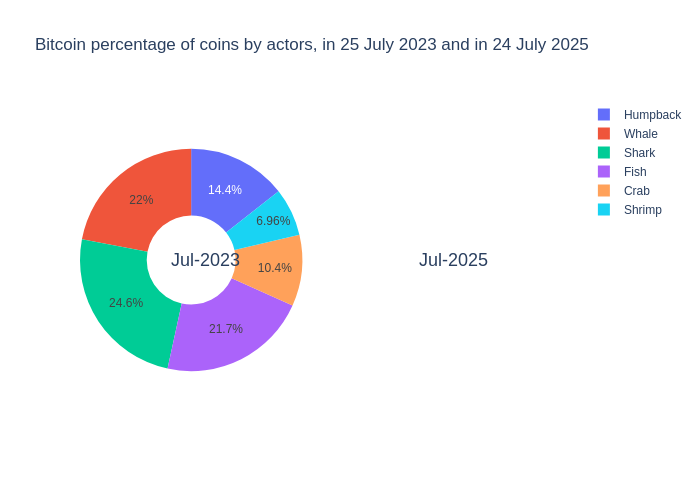 Bitcoin percentage of coins by actors, in 25 July 2023 and in 24 July 2025
Humpback
Whale
Shark
Fish
Crab
Shrimp
14.4%
22%
6.96%
Jul-2023
10.4%
24.6%
21.7%
Jul-2025